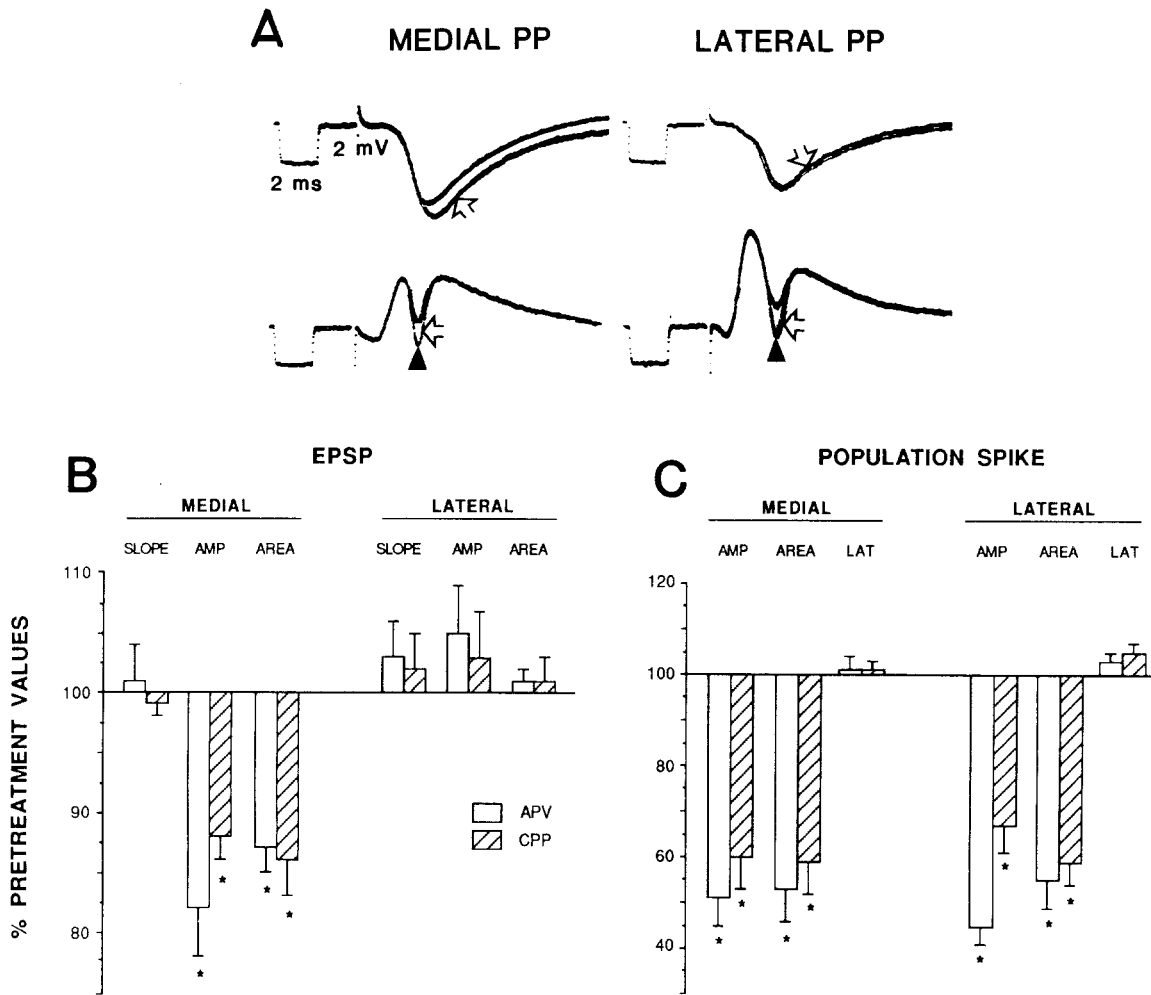 A
MEDIAL PP
LATERAL PP
2 mV
2 ms
B
EPSP
MEDIAL
LATERAL
SLOPE AMP AREA
SLOPE AMP AREA
110
100
90
80
% PRETREATMENT VALUES
APV
CPP
* * * *
C
POPULATION SPIKE
MEDIAL
LATERAL
AMP AREA LAT
AMP AREA LAT
120
100
80
60
40
* * * *
* * * *